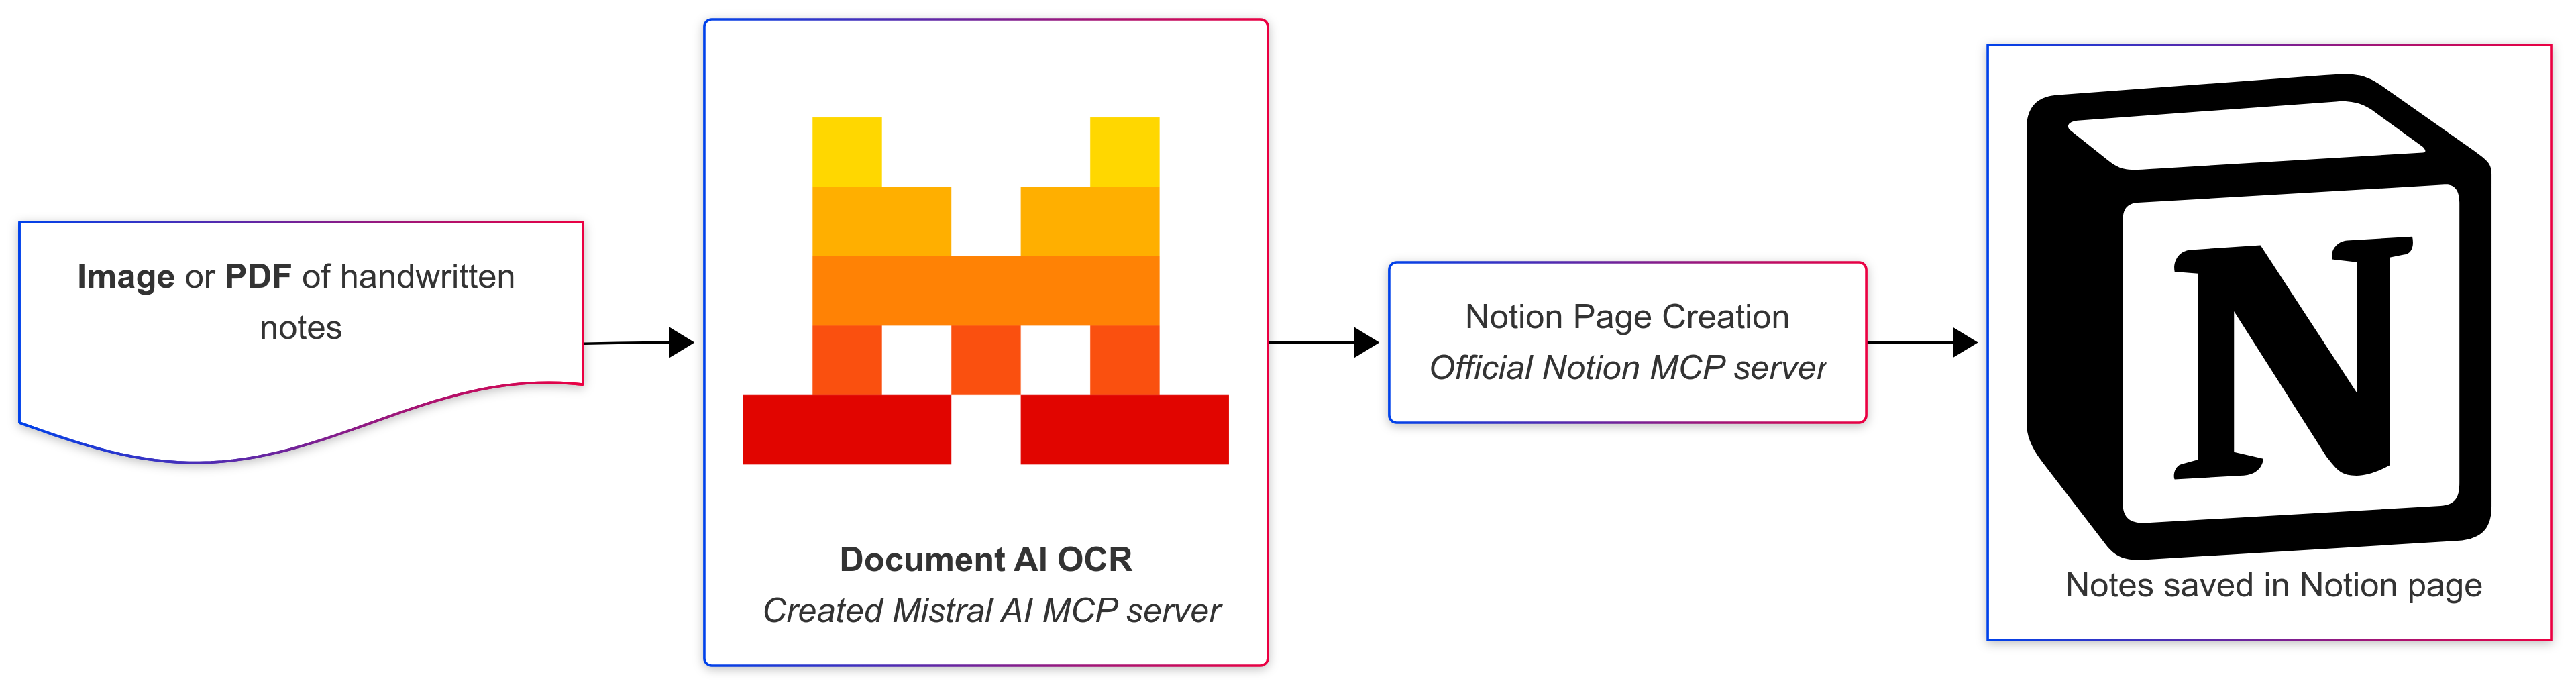 Image or PDF of handwritten
notes
Document AI OCR
Created Mistral AI MCP server
Notion Page Creation
Official Notion MCP server
N
Notes saved in Notion page